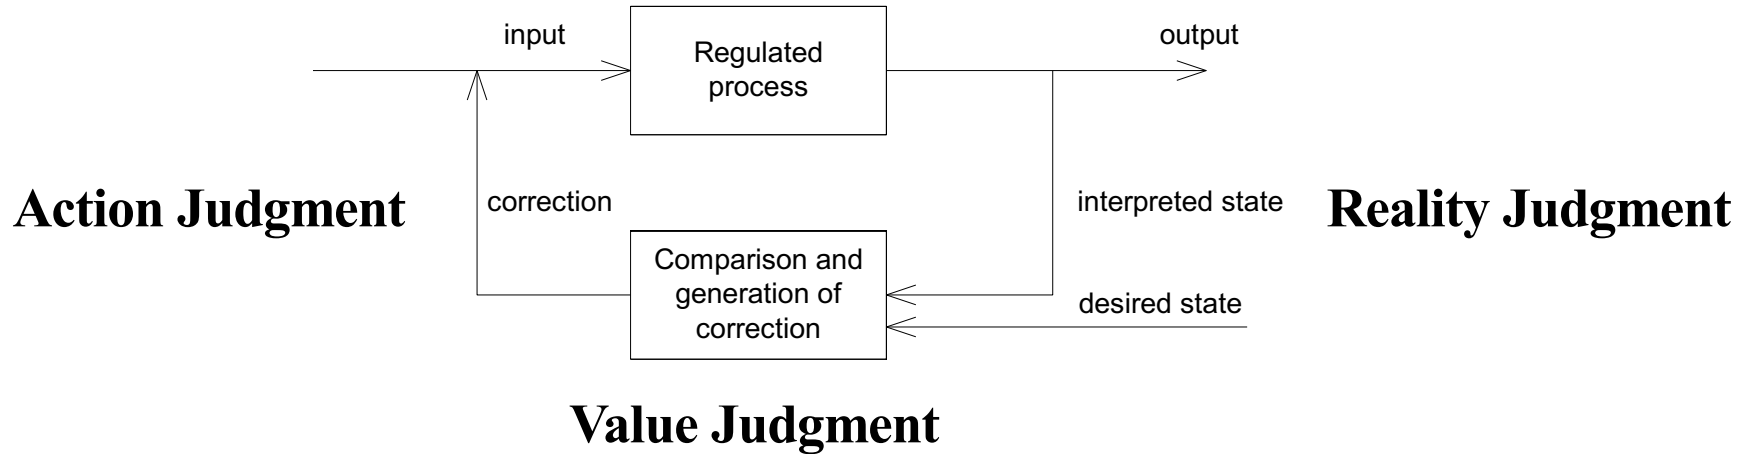 input
output
Regulated
process
Action Judgment
correction
interpreted state
Reality Judgment
Comparison and
generation of
correction
desired state
Value Judgment